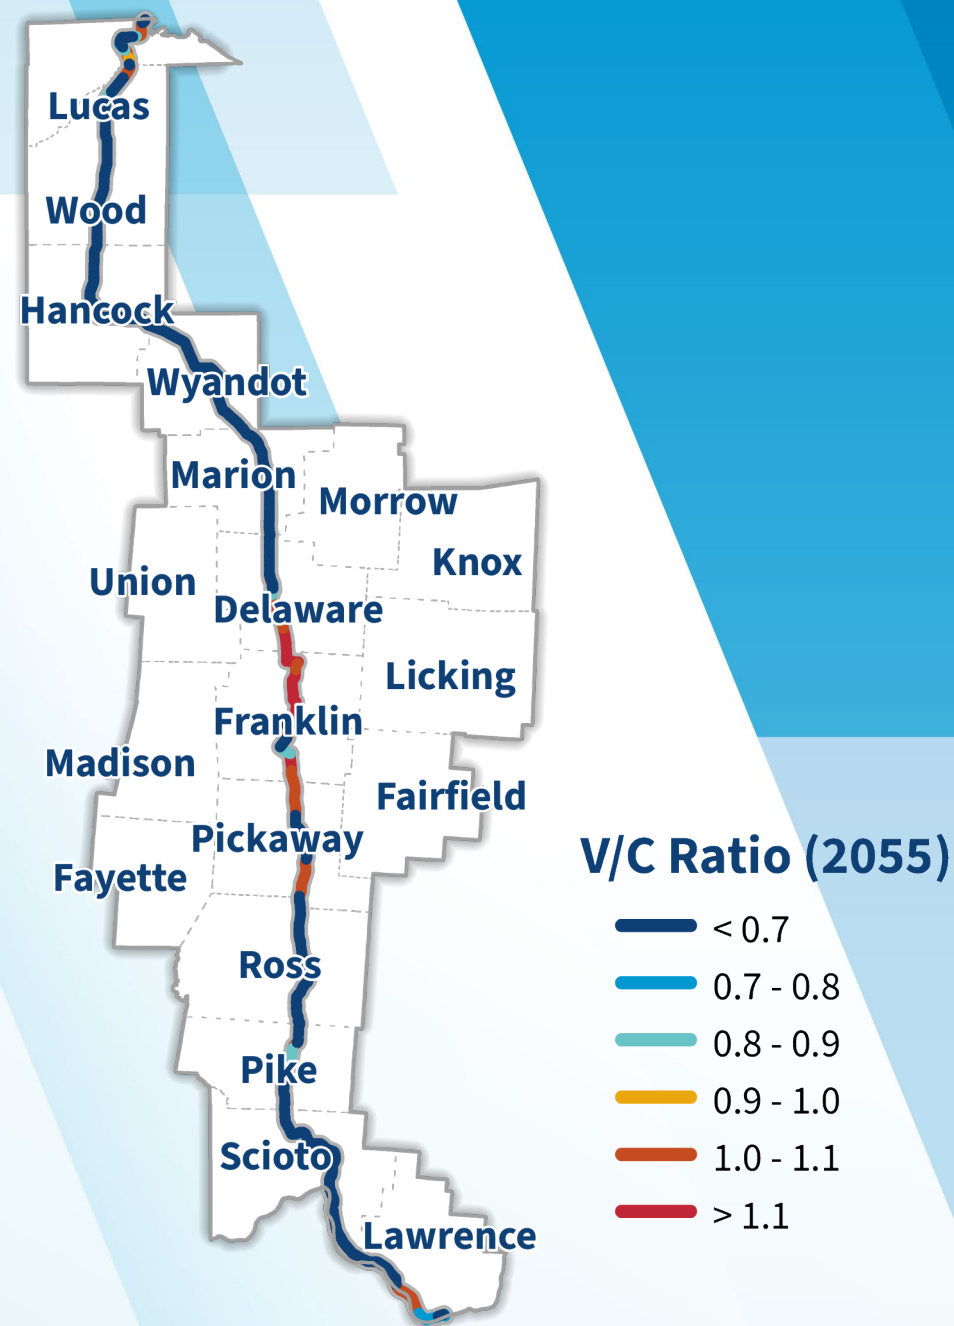 Lucas
Wood
Hancock
Wyandot
Marion
Morrow
Knox
Union
Delaware
Licking
Franklin
Madison
Fairfield
Pickaway
Fayette
Ross
Pike
Scioto
Lawrence
V/C Ratio (2055)
< 0.7
0.7 - 0.8
0.8 - 0.9
0.9 - 1.0
1.0 - 1.1
> 1.1